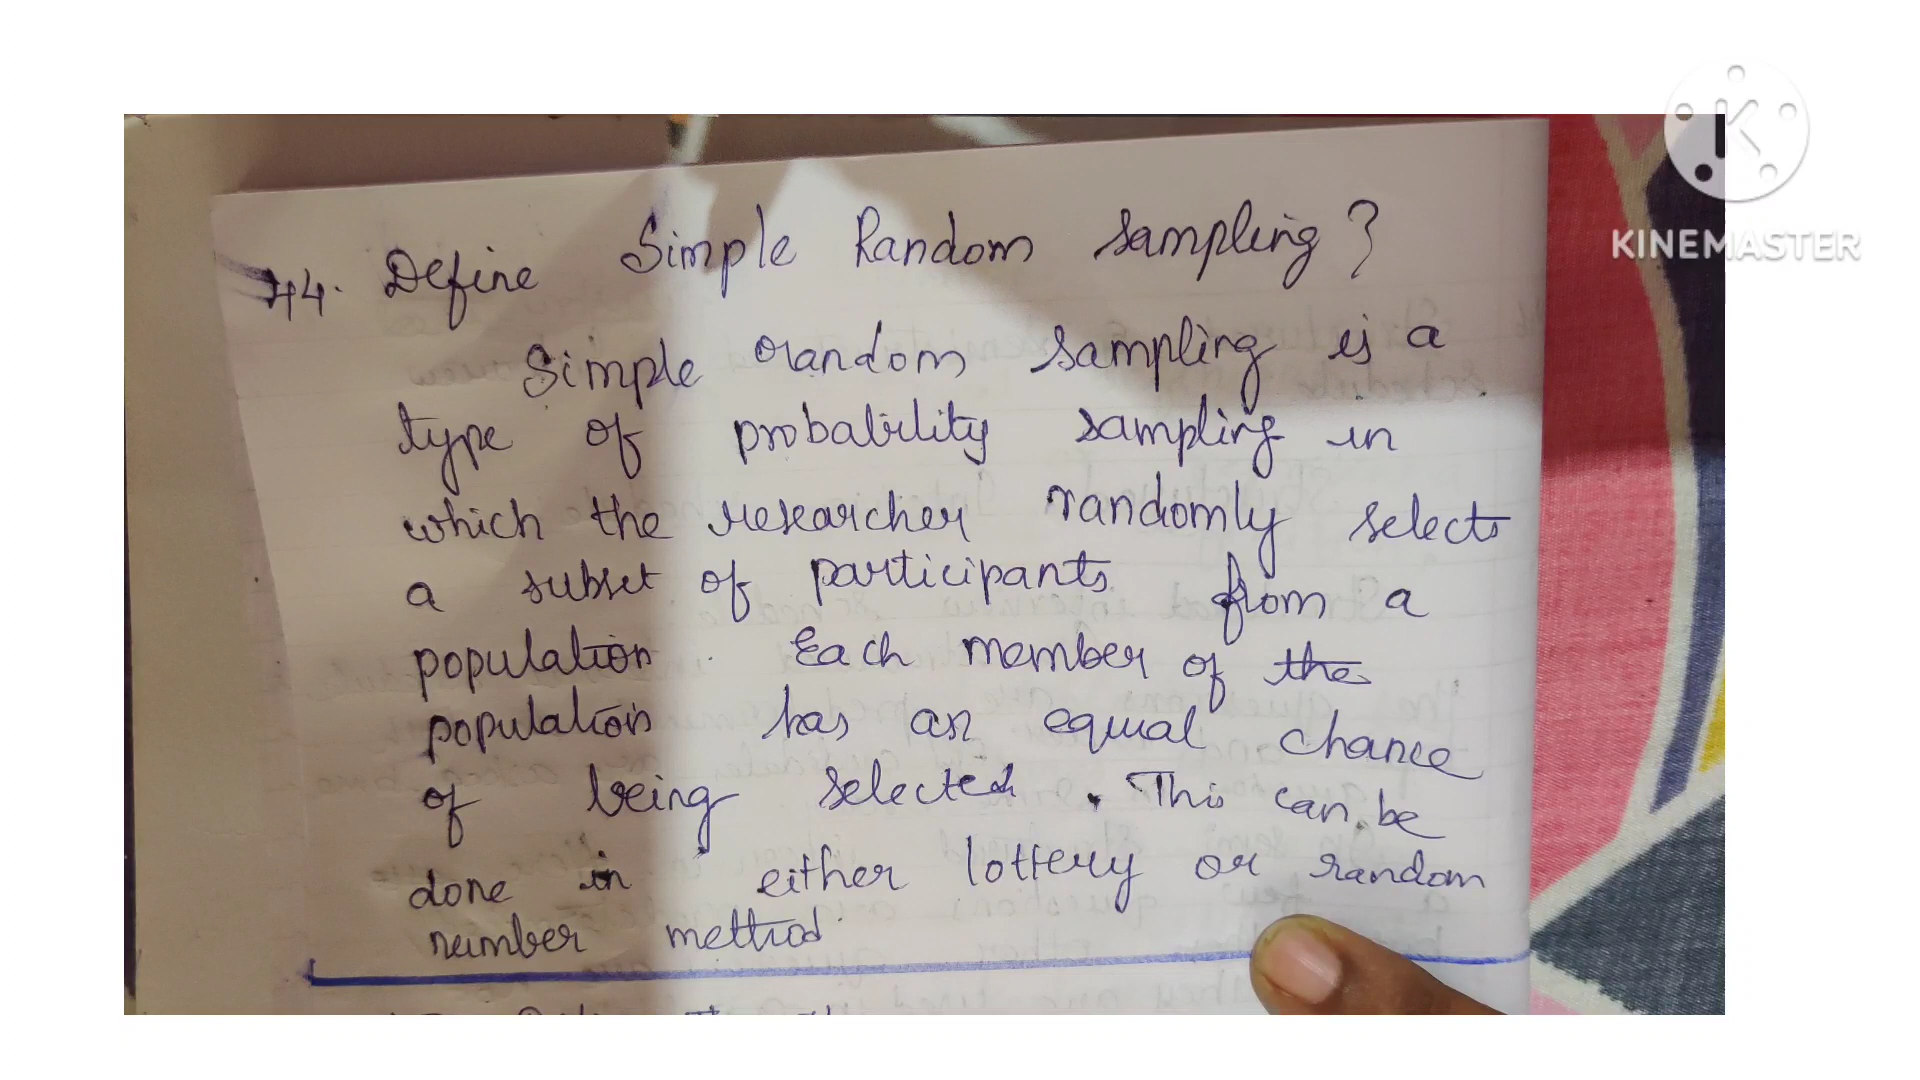 44. Define Simple Random Sampling?
Simple random sampling is a
type of probability sampling in
which the researcher randomly selects
a subset of participants from a
population. Each member of the
population has an equal chance
of being selected. This can be
done in either lottery or random
number method
KINEMASTER